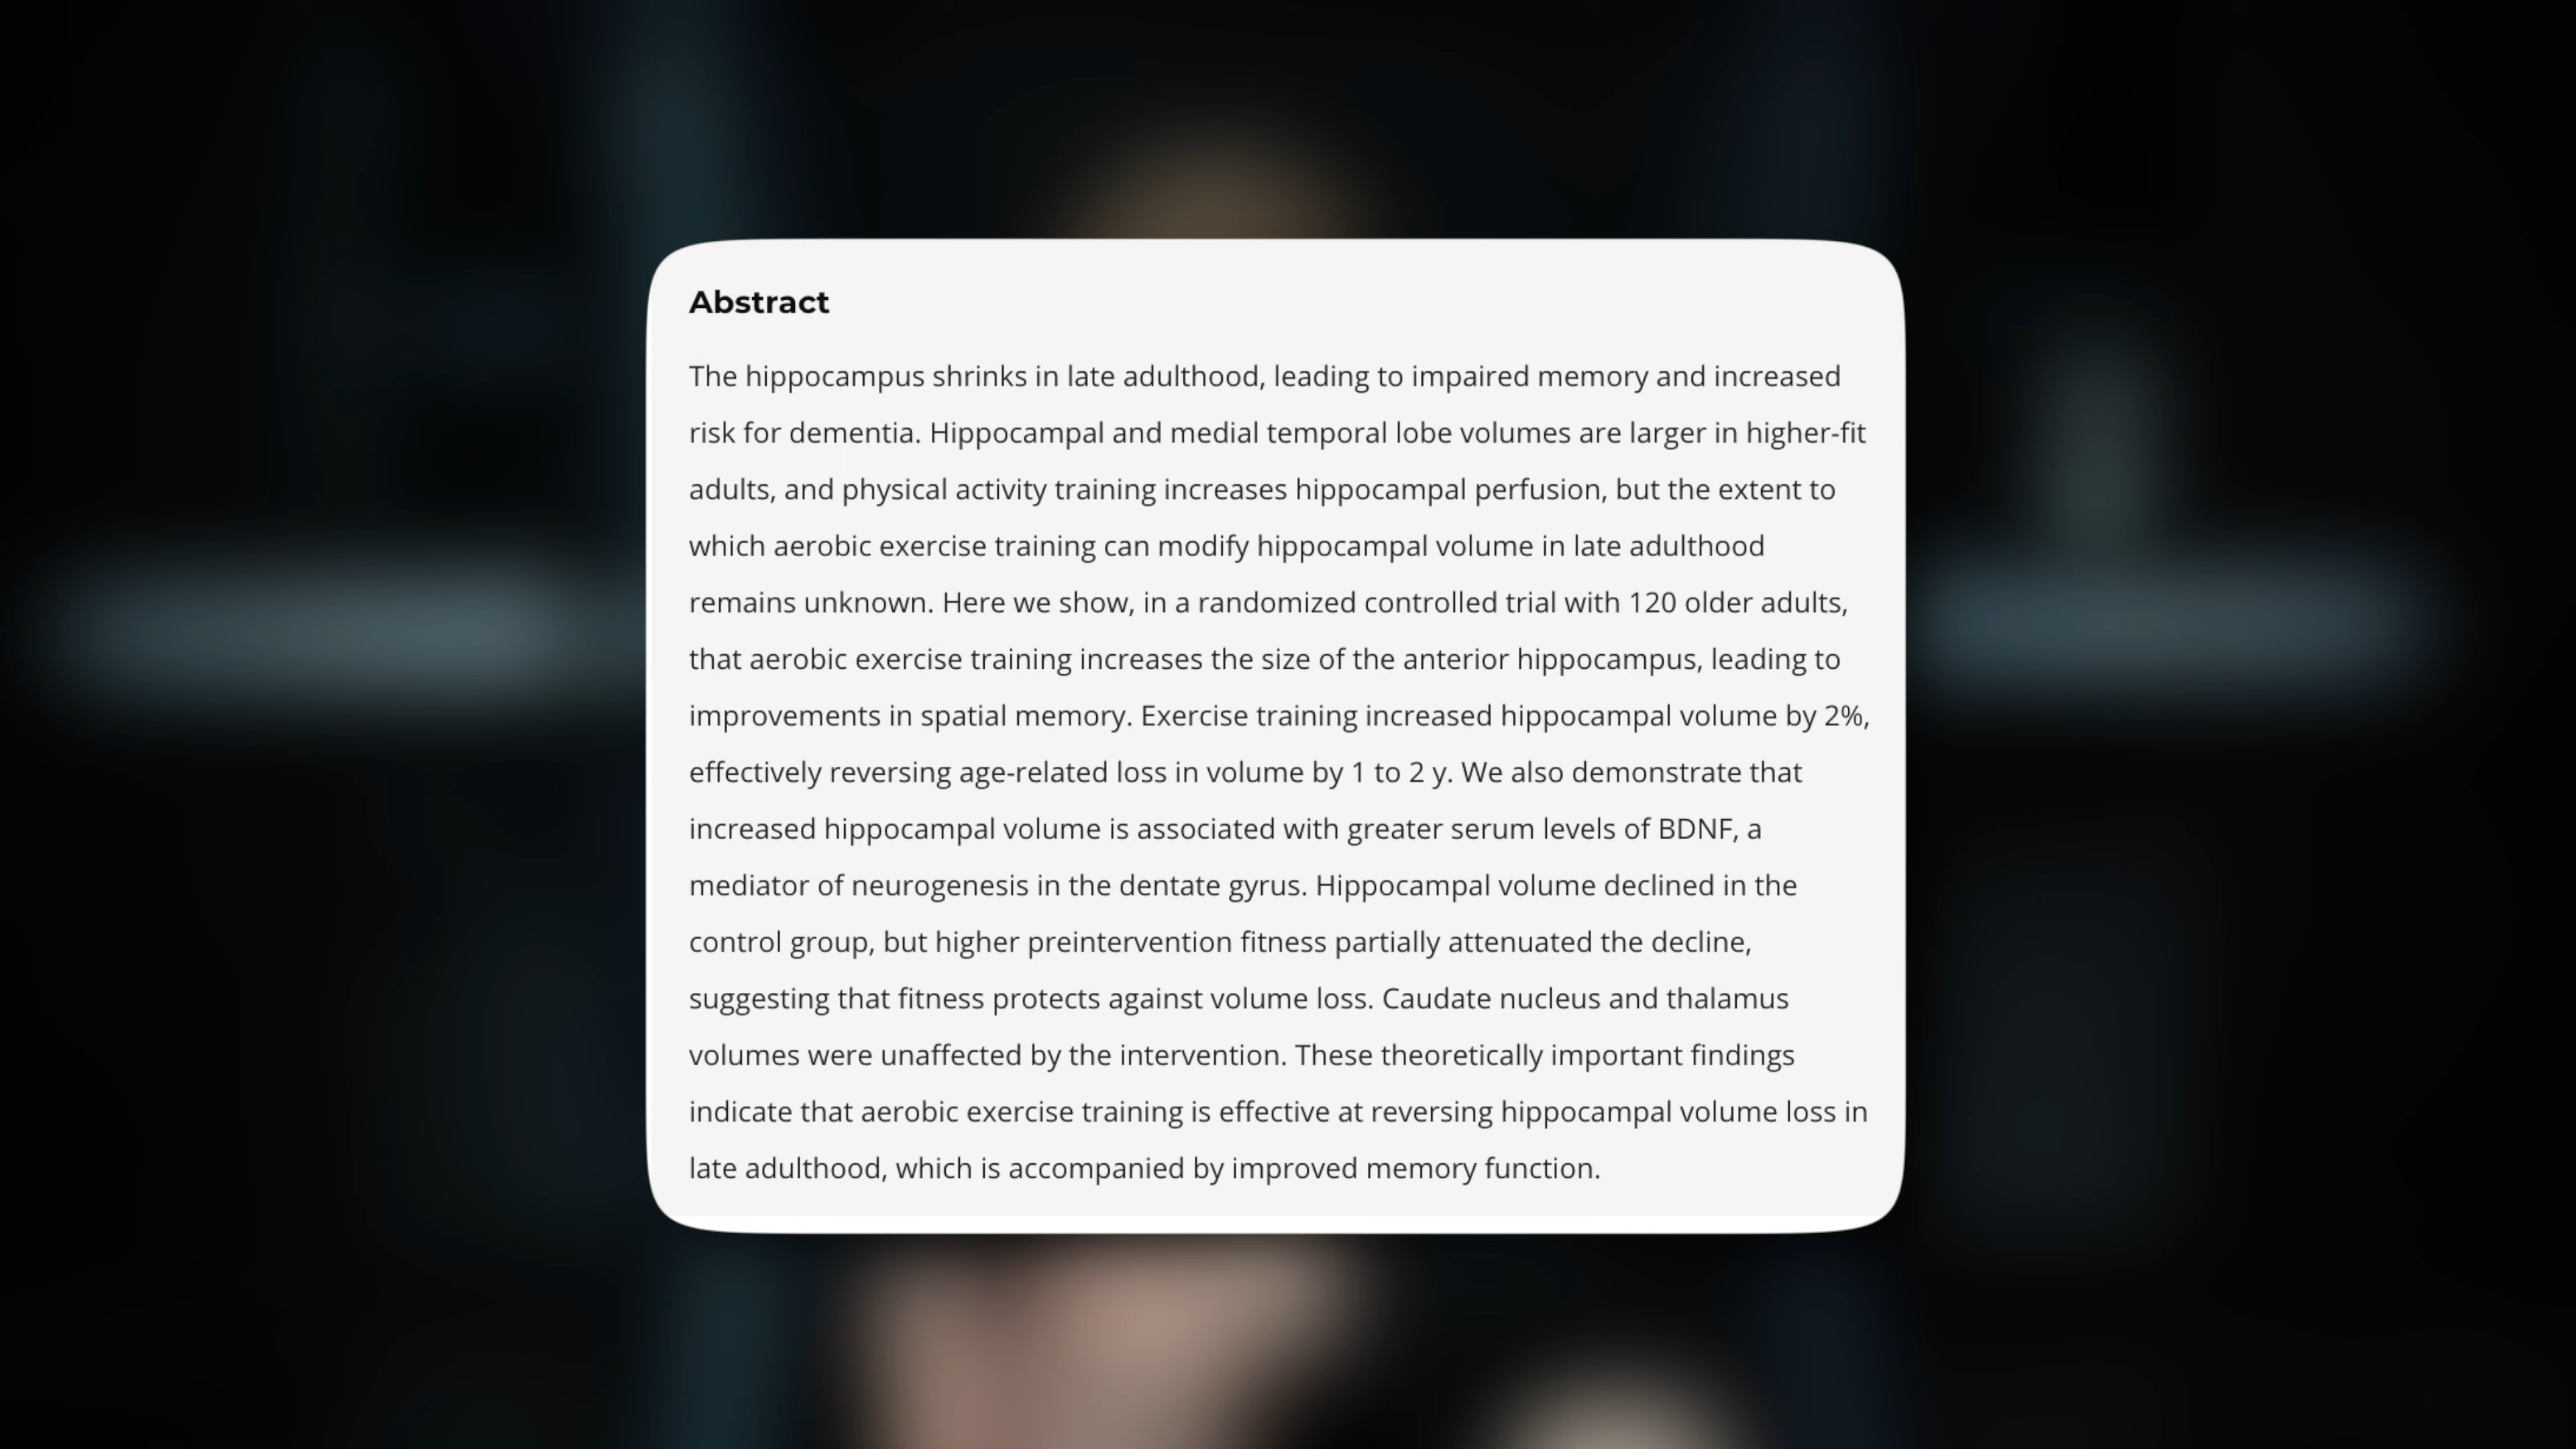 Abstract
The hippocampus shrinks in late adulthood, leading to impaired memory and increased
risk for dementia. Hippocampal and medial temporal lobe volumes are larger in higher-fit
adults, and physical activity training increases hippocampal perfusion, but the extent to
which aerobic exercise training can modify hippocampal volume in late adulthood
remains unknown. Here we show, in a randomized controlled trial with 120 older adults,
that aerobic exercise training increases the size of the anterior hippocampus, leading to
improvements in spatial memory. Exercise training increased hippocampal volume by 2%,
effectively reversing age-related loss in volume by 1 to 2 y. We also demonstrate that
increased hippocampal volume is associated with greater serum levels of BDNF, a
mediator of neurogenesis in the dentate gyrus. Hippocampal volume declined in the
control group, but higher preintervention fitness partially attenuated the decline,
suggesting that fitness protects against volume loss. Caudate nucleus and thalamus
volumes were unaffected by the intervention. These theoretically important findings
indicate that aerobic exercise training is effective at reversing hippocampal volume loss in
late adulthood, which is accompanied by improved memory function.